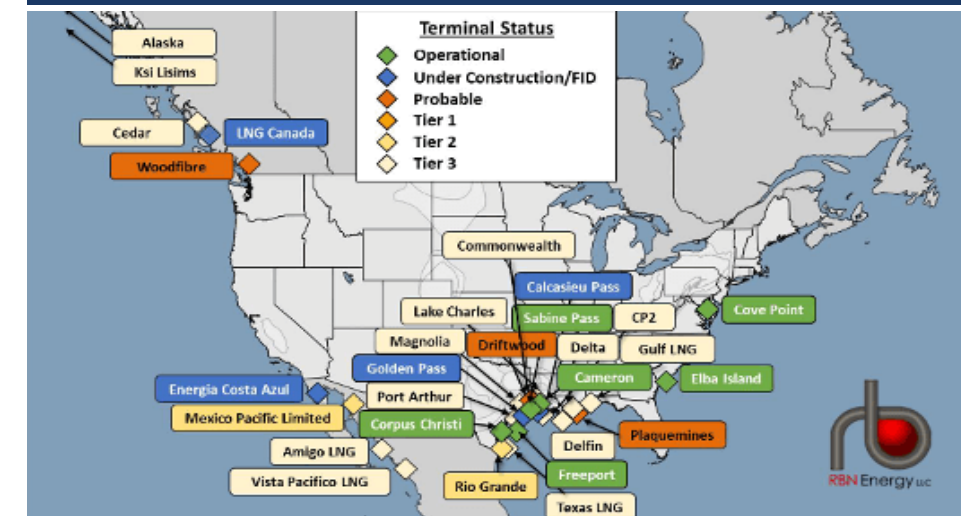 Terminal Status
Operational
Under Construction/FID
Probable
Tier 1
Tier 2
Tier 3
Alaska
Ksi Lisims
Cedar
LNG Canada
Woodfibre
Commonwealth
Calcasieu Pass
Lake Charles
Sabine Pass
CP2
Cove Point
Magnolia
Driftwood
Delta
Gulf LNG
Golden Pass
Cameron
Elba Island
Energia Costa Azul
Port Arthur
Mexico Pacific Limited
Corpus Christi
Plaquemines
Amigo LNG
Delfin
Vista Pacifico LNG
Freeport
Rio Grande
Texas LNG
RBN Energy LLC